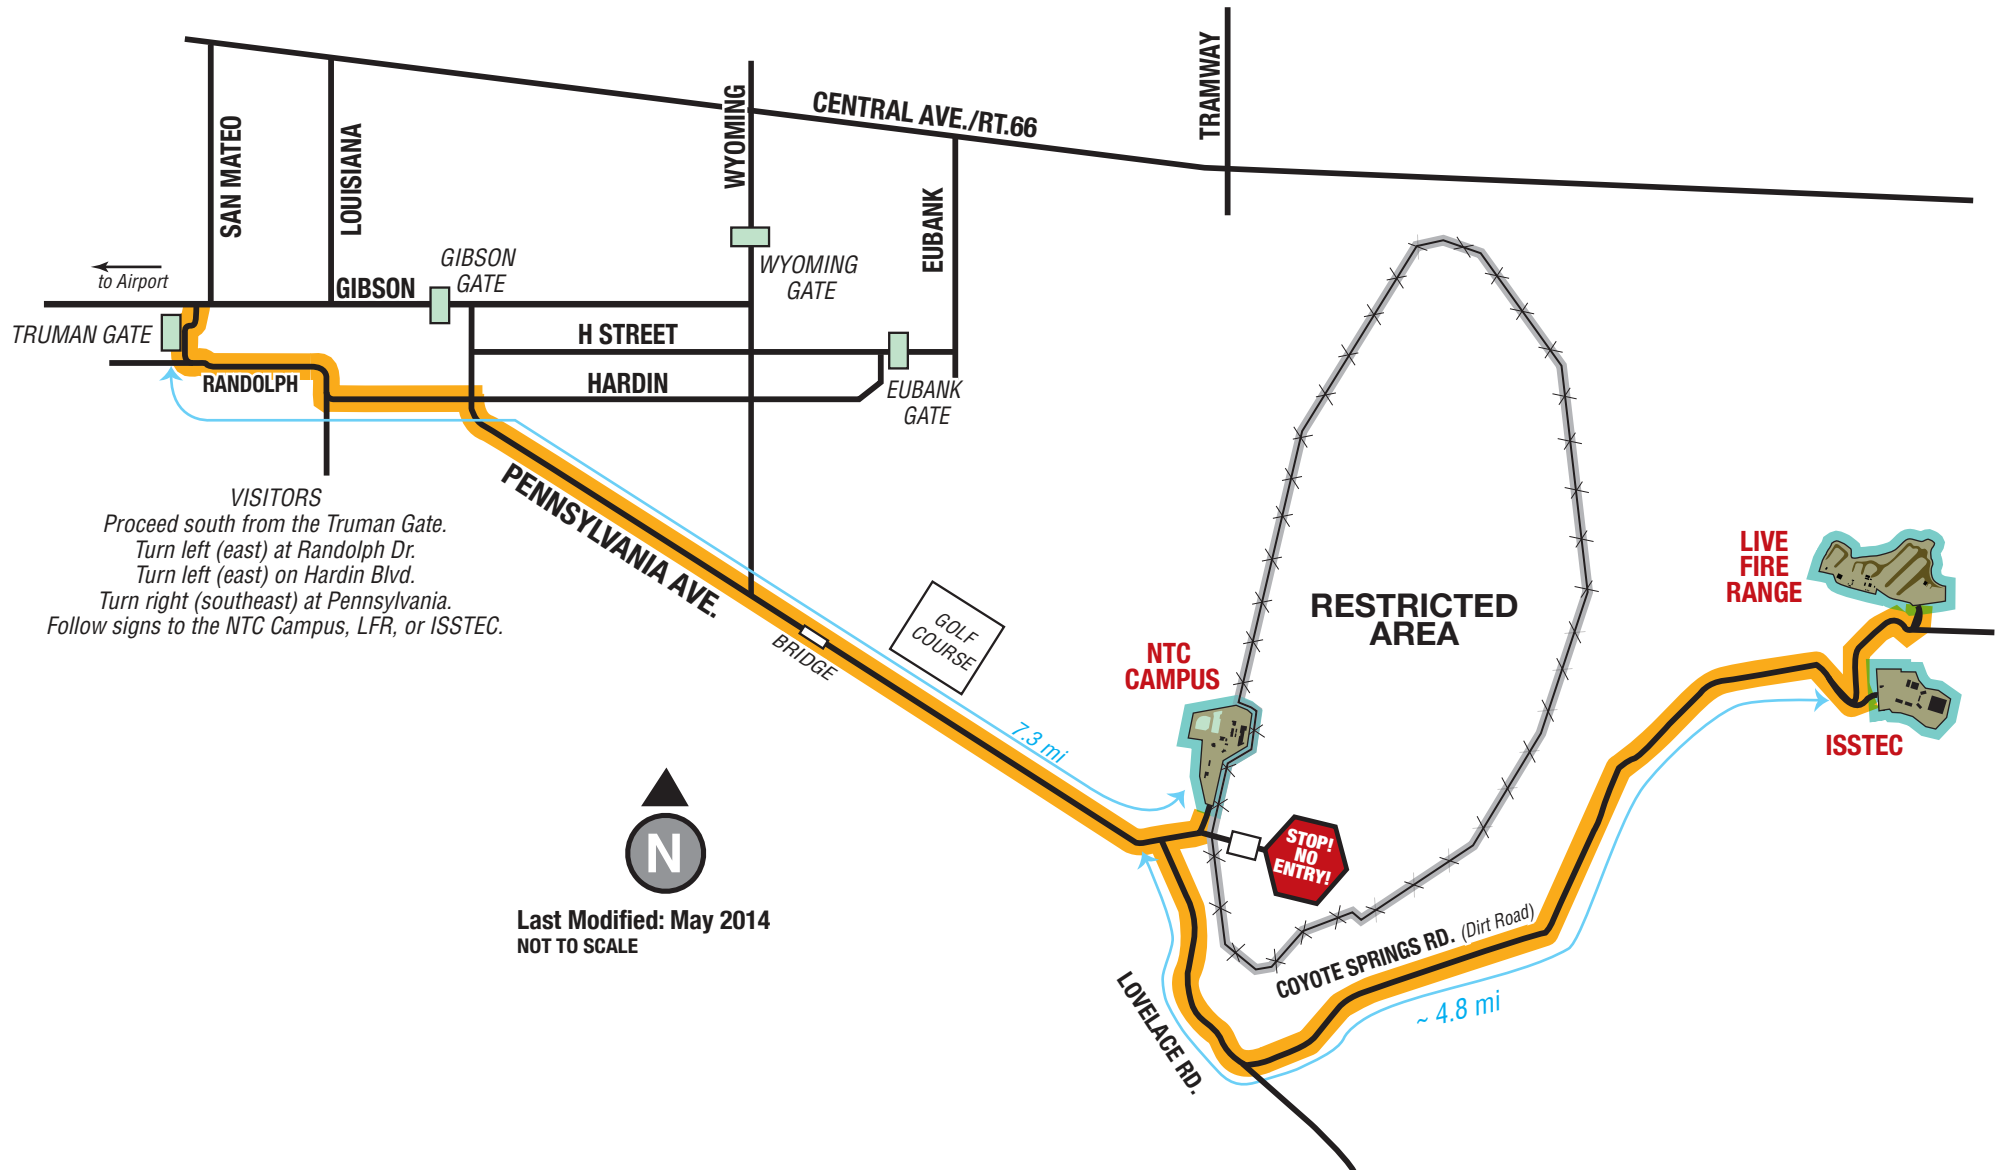 TRAMWAY
CENTRAL AVE./RT.66
WYOMING
SAN MATEO
LOUISIANA
EUBANK
to Airport
GIBSON
GIBSON
GATE
WYOMING
GATE
TRUMAN GATE
H STREET
RANDOLPH
HARDIN
EUBANK
GATE
VISITORS
Proceed south from the Truman Gate.
Turn left (east) at Randolph Dr.
Turn left (east) on Hardin Blvd.
Turn right (southeast) at Pennsylvania.
Follow signs to the NTC Campus, LFR, or ISSTEC.
PENNSYLVANIA AVE.
BRIDGE
GOLF
COURSE
7.3 mi
NTC
CAMPUS
RESTRICTED
AREA
LIVE
FIRE
RANGE
ISSTEC
STOP!
NO
ENTRY!
N
Last Modified: May 2014
NOT TO SCALE
COYOTE SPRINGS RD. (Dirt Road)
~ 4.8 mi
LOVELACE RD.